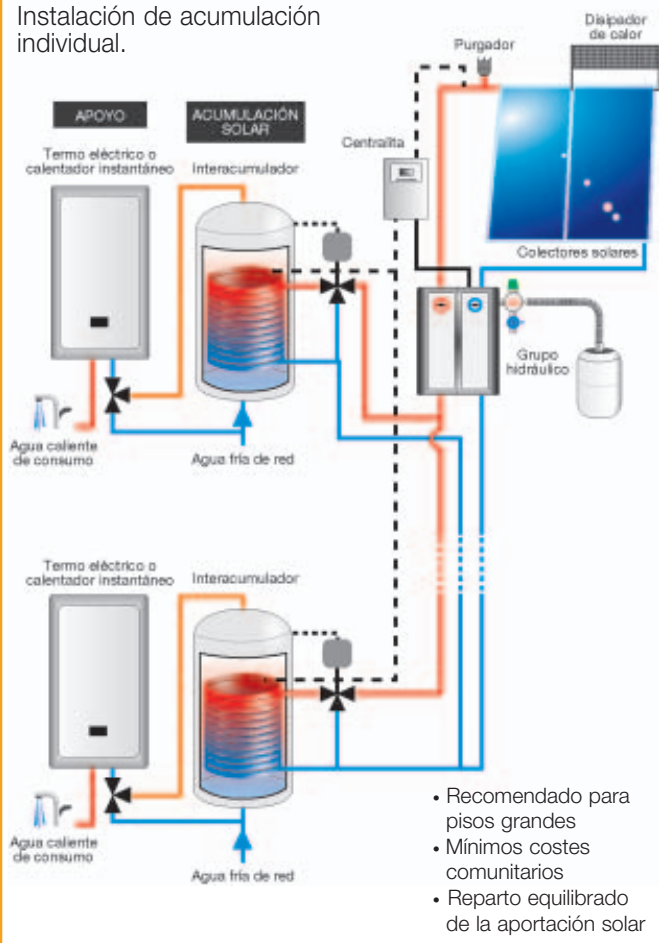 Instalación de acumulación
individual.
Disipador
de calor
Purgador
APOYO
ACUMULACIÓN
SOLAR
Centralita
Termo eléctrico o
calentador instantáneo
Interacumulador
Colectores solares
Grupo
hidráulico
Agua caliente
de consumo
Agua fría de red
Termo eléctrico o
calentador instantáneo
Interacumulador
Agua caliente
de consumo
Agua fría de red
• Recomendado para
pisos grandes
• Mínimos costes
comunitarios
• Reparto equilibrado
de la aportación solar